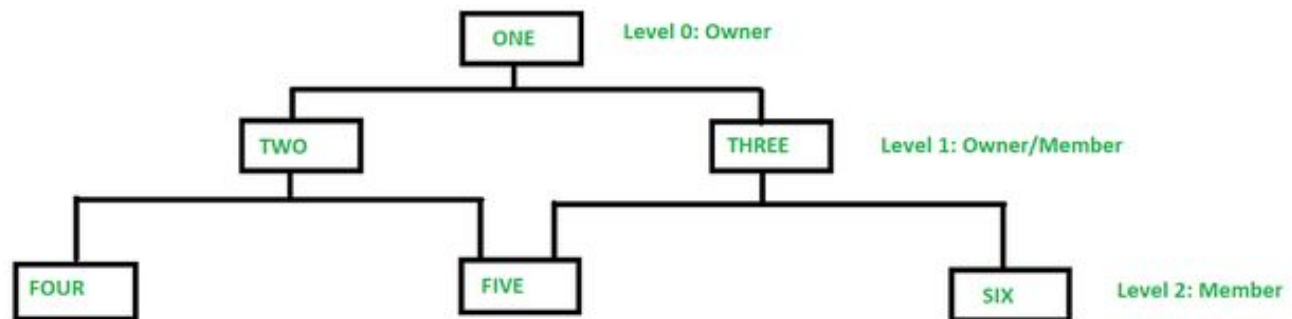 ONE
Level 0: Owner
TWO
THREE
Level 1: Owner/Member
FOUR
FIVE
SIX
Level 2: Member